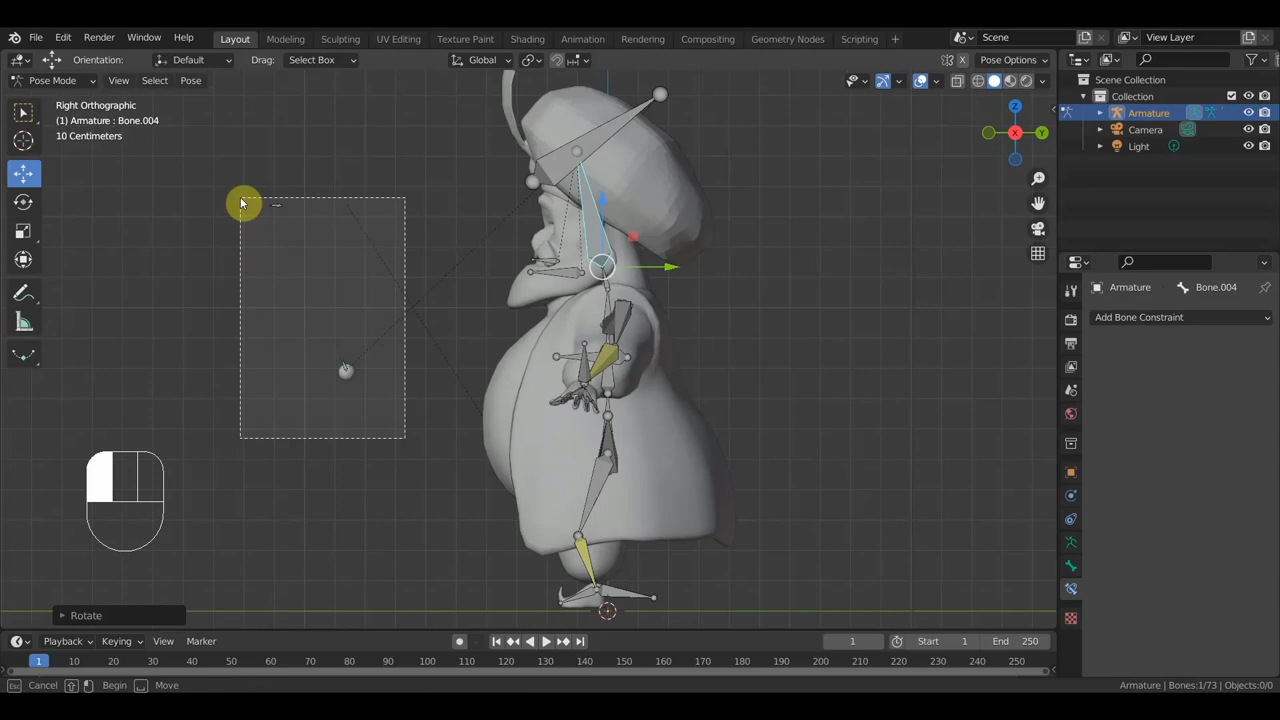 File Edit Render Window Help Layout Modeling Sculpting UV Editing Texture Paint Shading Animation Rendering Compositing Geometry Nodes Scripting + Scene View Layer
Orientation: Default Drag: Select Box Global X Pose Options
Pose Mode View Select Pose
Scene Collection
Collection
Armature
Camera
Light
Right Orthographic
(1) Armature : Bone.004
10 Centimeters
Z
Y
X
Armature Bone.004
Add Bone Constraint
Rotate
Playback Keying View Marker 1 Start 1 End 250
1 10 20 30 40 50 60 70 80 90 100 110 120 130 140 150 160 170 180 190 200 210 220 230 240 250
Esc Cancel Begin Move Armature | Bones:1/73 | Objects:0/0